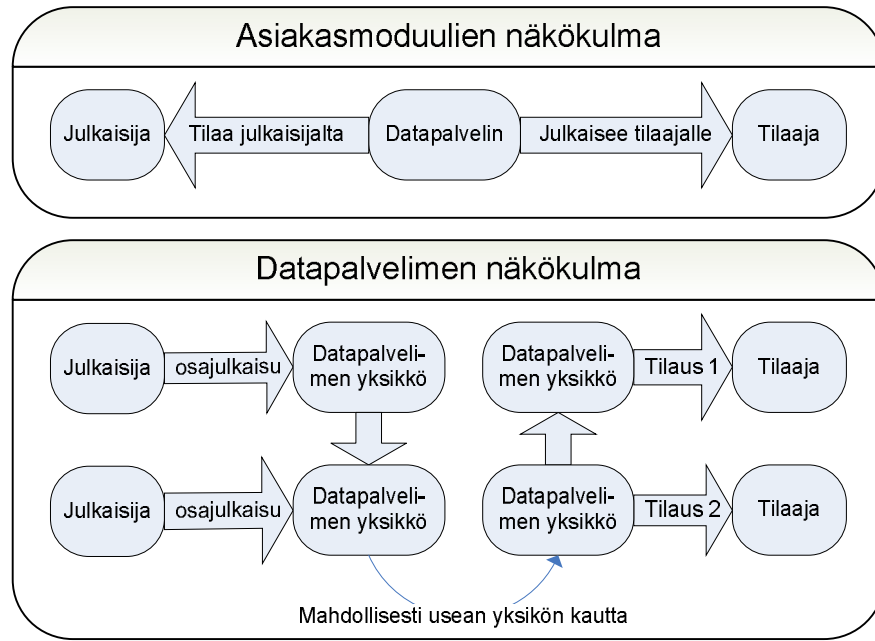 Asiakasmoduulien näkökulma
Julkaisija
Tilaa julkaisijalta
Datapalvelin
Julkaisee tilaajalle
Tilaaja
Datapalvelimen näkökulma
Julkaisija
osajulkaisu
Datapalveli-
men yksikkö
Datapalveli-
men yksikkö
Tilaus 1
Tilaaja
Julkaisija
osajulkaisu
Datapalveli-
men yksikkö
Datapalveli-
men yksikkö
Tilaus 2
Tilaaja
Mahdollisesti usean yksikön kautta